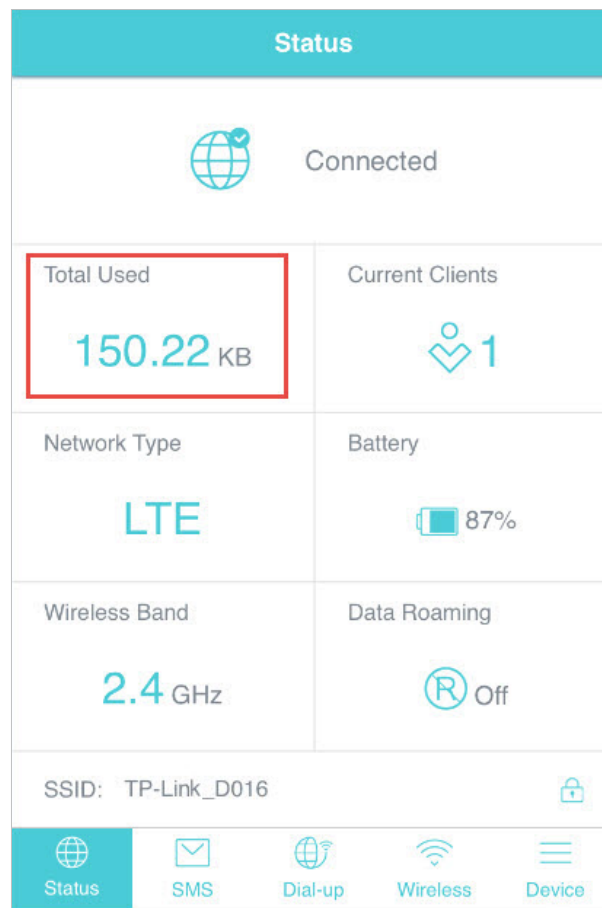 Status
Connected
Total Used
150.22 KB
Current Clients
1
Network Type
LTE
Battery
87%
Wireless Band
2.4 GHz
Data Roaming
R Off
SSID: TP-Link_D016
Status
SMS
Dial-up
Wireless
Device